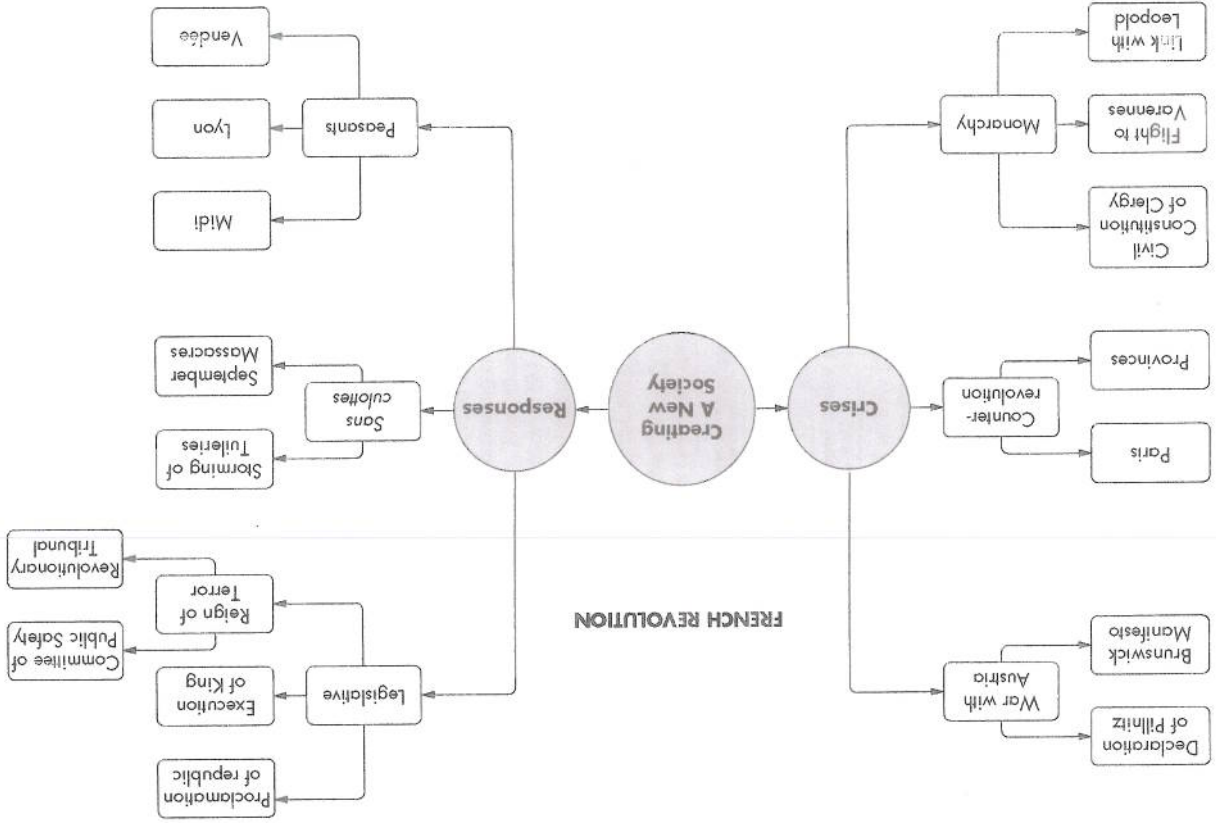 FRENCH REVOLUTION
Creating
A New
Society
Crises
War with
Austria
Declaration
of Pillnitz
Brunswick
Manifesto
Counter-
revolution
Paris
Provinces
Monarchy
Civil
Constitution
of Clergy
Flight to
Varennes
Link with
Leopold
Responses
Legislative
Proclamation
of republic
Execution
of King
Reign of
Terror
Committee of
Public Safety
Revolutionary
Tribunal
Sans
culottes
Storming of
Tuileries
September
Massacres
Peasants
Midi
Lyon
Vendée